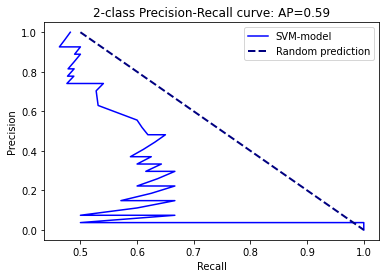 2-class Precision-Recall curve: AP=0.59
SVM-model
Random prediction
Precision
1.0
0.8
0.6
0.4
0.2
0.0
0.5
0.6
0.7
0.8
0.9
1.0
Recall